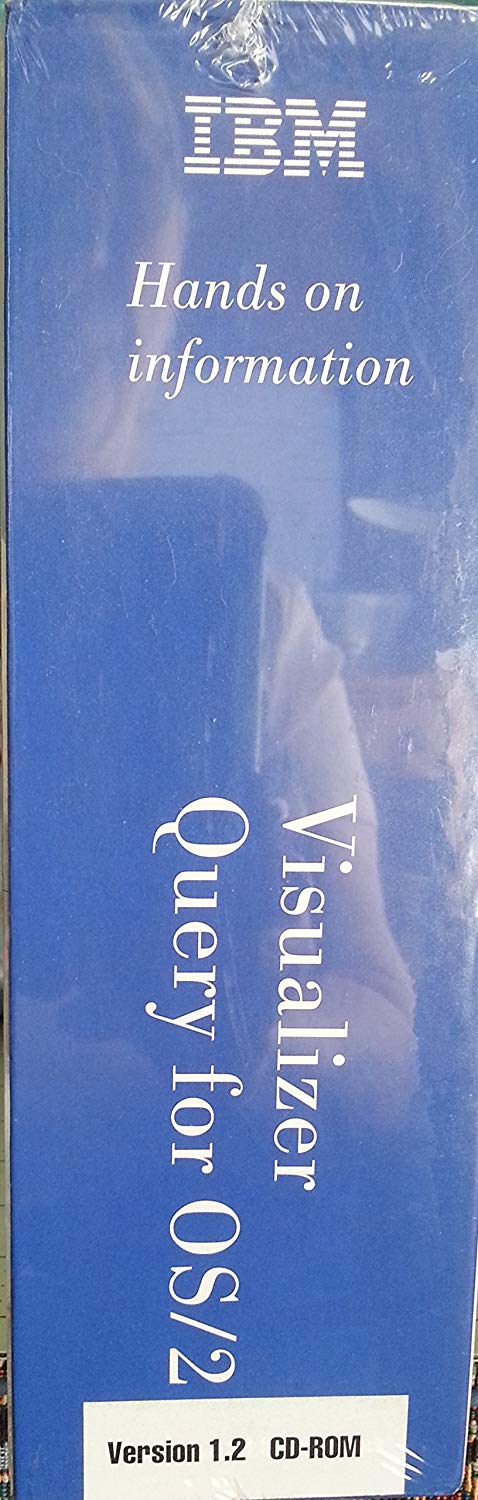 IBM
Hands on
information
Visualizer
Query for OS/2
Version 1.2 CD-ROM